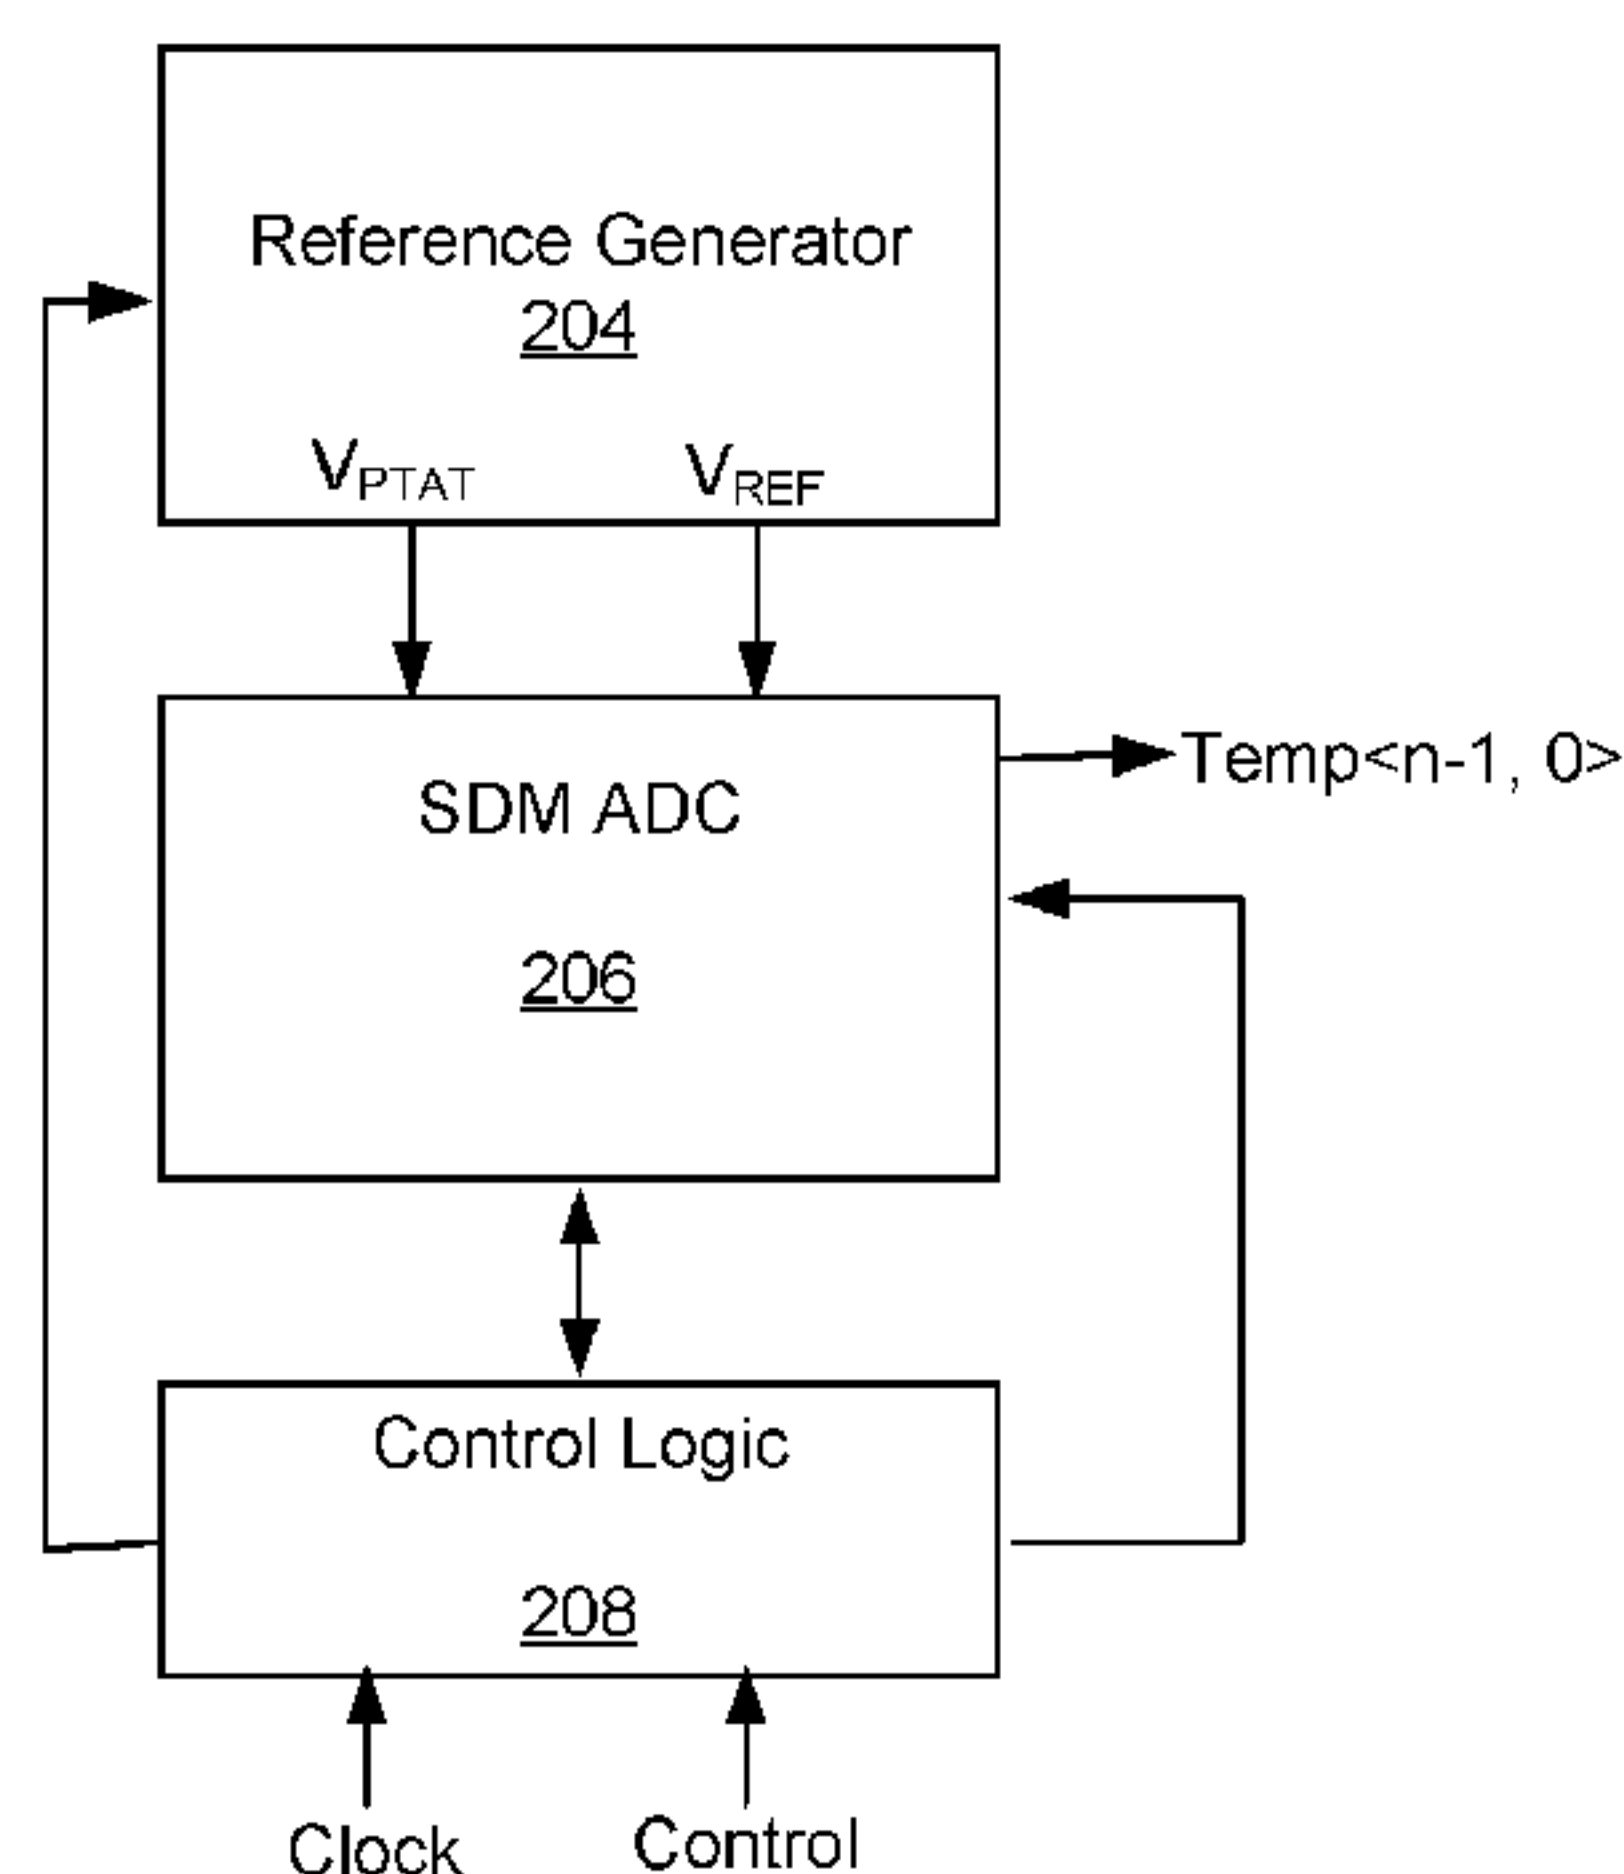 Reference Generator
204
VPTAT VREF
SDM ADC
Temp<n-1, 0>
206
Control Logic
208
Clock Control